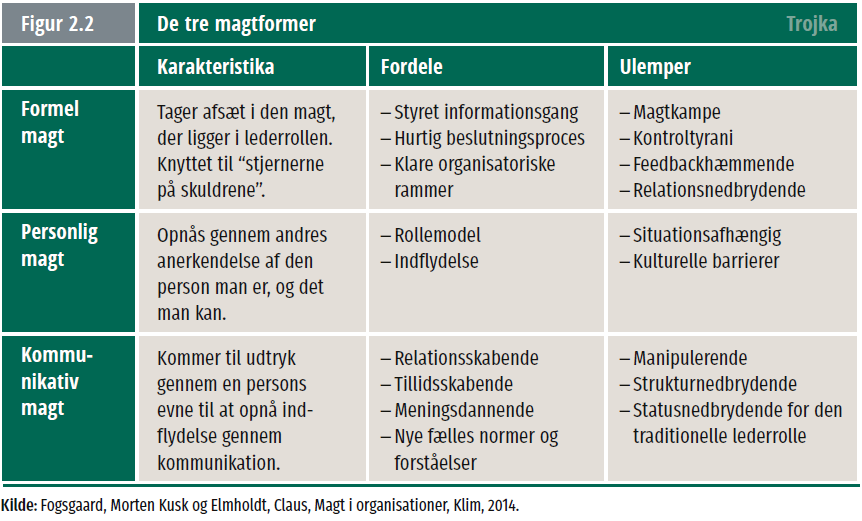 Figur 2.2
De tre magtformer
Trojka
Karakteristika
Fordele
Ulemper
Formel
magt
Tager afsæt i den magt,
der ligger i lederrollen.
Knyttet til “stjernerne
på skuldrene”.
– Styret informationsgang
– Hurtig beslutningsproces
– Klare organisatoriske
rammer
– Magtkampe
– Kontroltyrani
– Feedbackhæmmende
– Relationsnedbrydende
Personlig
magt
Opnås gennem andres
anerkendelse af den
person man er, og det
man kan.
– Rollemodel
– Indflydelse
– Situationsafhængig
– Kulturelle barrierer
Kommu-
nikativ
magt
Kommer til udtryk
gennem en persons
evne til at opnå ind-
flydelse gennem
kommunikation.
– Relationsskabende
– Tillidsskabende
– Meningsdannende
– Nye fælles normer og
forståelser
– Manipulerende
– Strukturnedbrydende
– Statusnedbrydende for den
traditionelle lederrolle
Kilde: Fogsgaard, Morten Kusk og Elmholdt, Claus, Magt i organisationer, Klim, 2014.